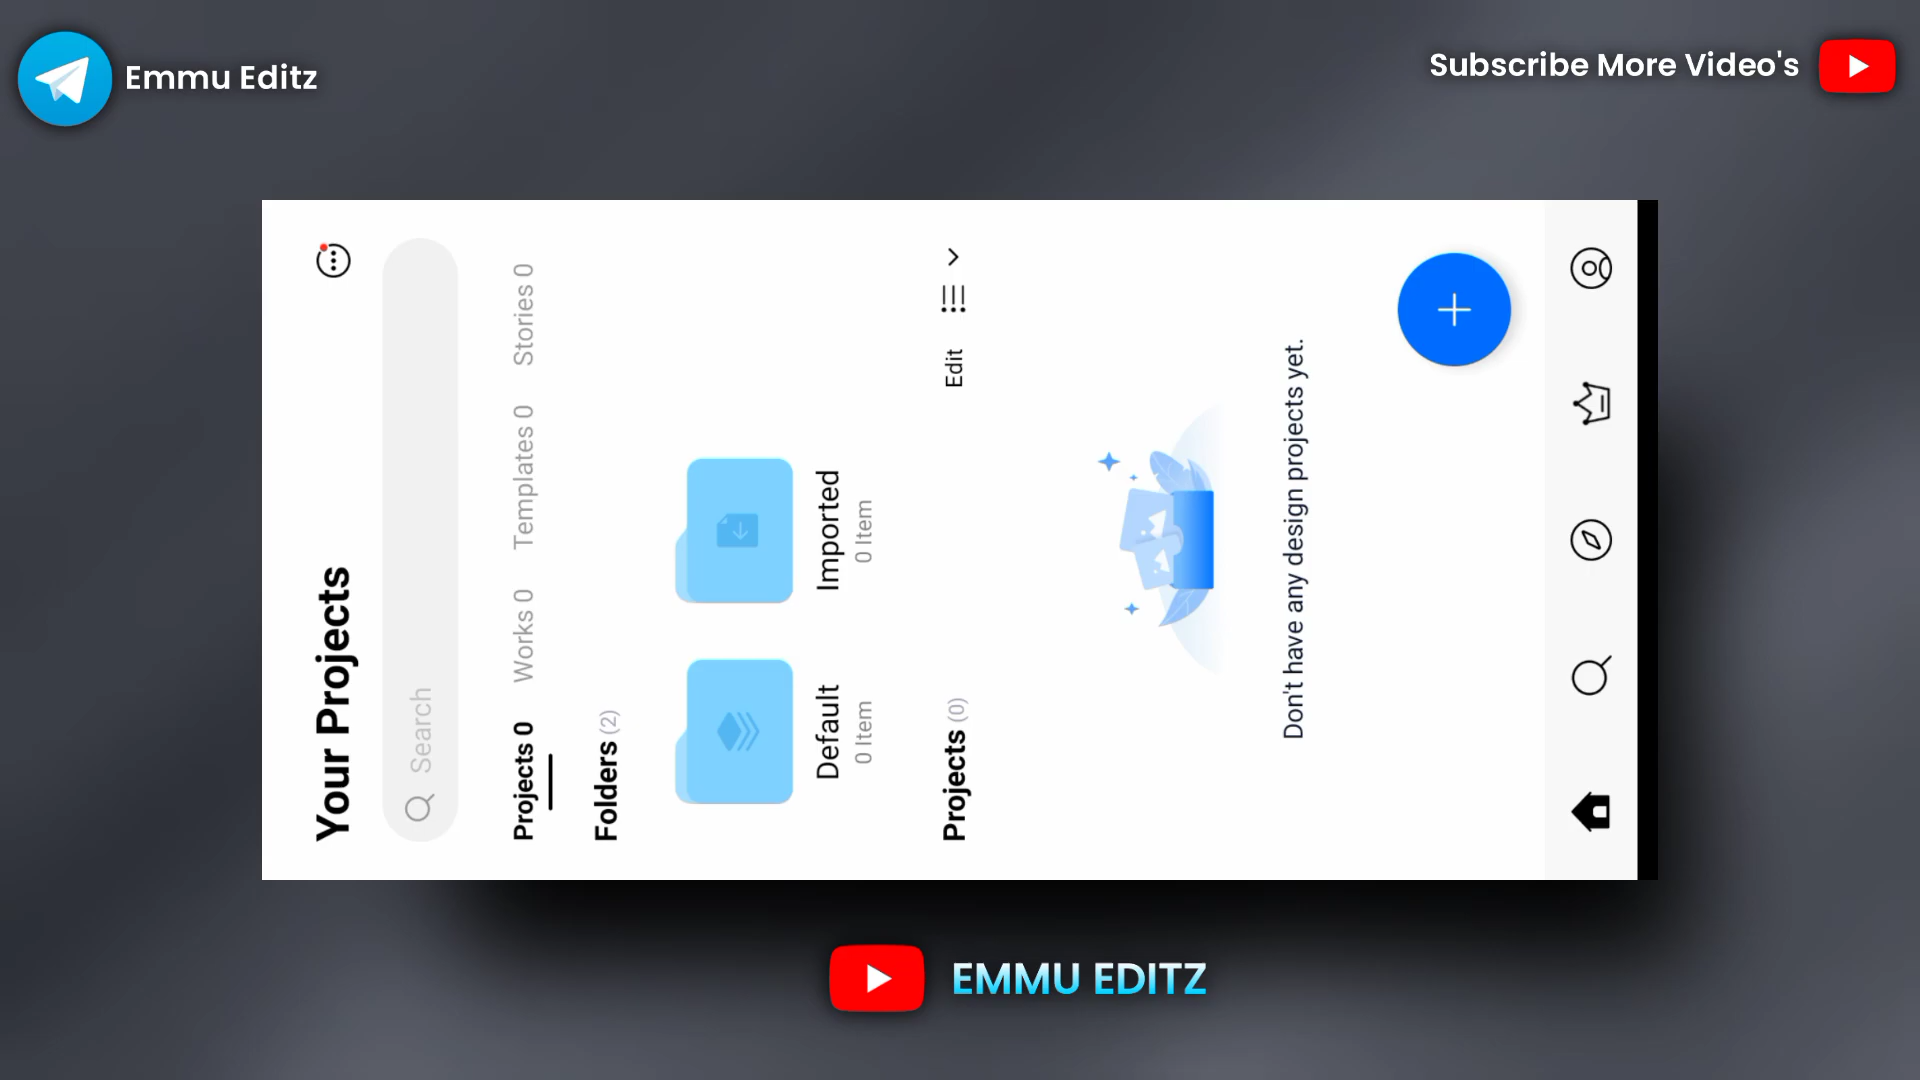 Emmu Editz
Subscribe More Video's
Your Projects
Search
Projects 0 Works 0 Templates 0 Stories 0
Folders (2)
Default Imported
0 Item 0 Item
Projects (0) Edit
Don't have any design projects yet.
EMMU EDITZ